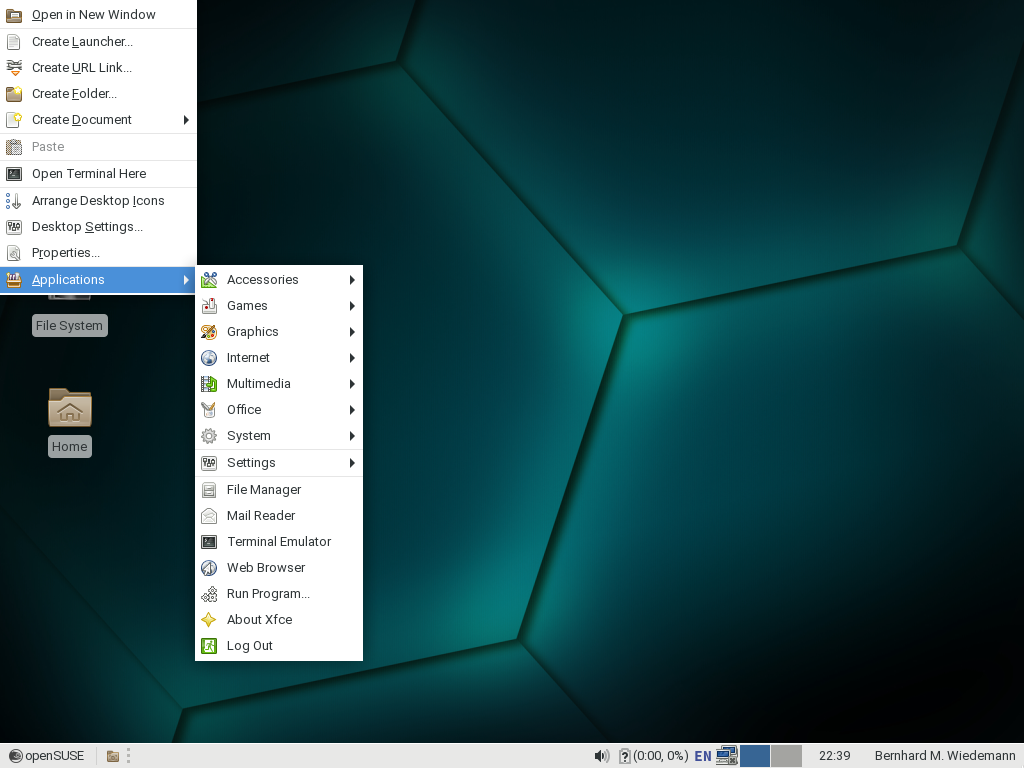 Open in New Window
Create Launcher...
Create URL Link...
Create Folder...
Create Document
Paste
Open Terminal Here
Arrange Desktop Icons
Desktop Settings...
Properties...
Applications
Accessories
Games
Graphics
Internet
Multimedia
Office
System
Settings
File Manager
Mail Reader
Terminal Emulator
Web Browser
Run Program...
About Xfce
Log Out
File System
Home
openSUSE
(0:00, 0%) EN
22:39
Bernhard M. Wiedemann